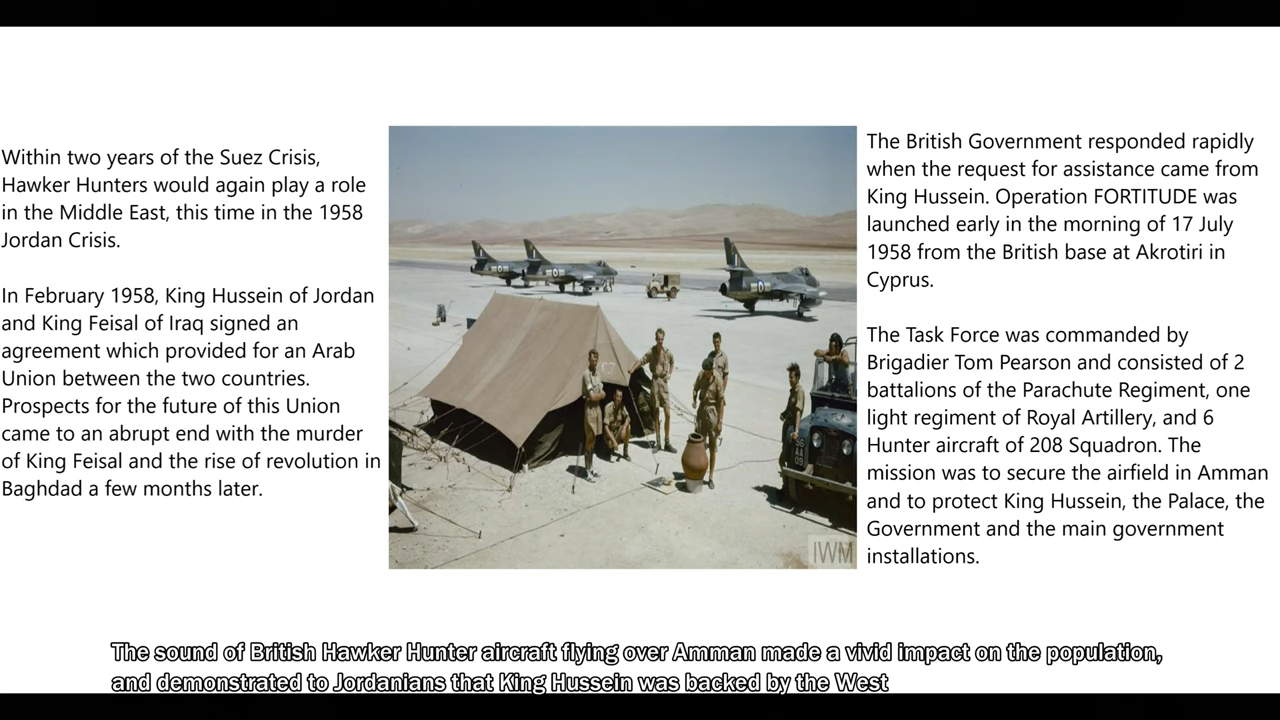 Within two years of the Suez Crisis,
Hawker Hunters would again play a role
in the Middle East, this time in the 1958
Jordan Crisis.
In February 1958, King Hussein of Jordan
and King Feisal of Iraq signed an
agreement which provided for an Arab
Union between the two countries.
Prospects for the future of this Union
came to an abrupt end with the murder
of King Feisal and the rise of revolution in
Baghdad a few months later.
IWM
The British Government responded rapidly
when the request for assistance came from
King Hussein. Operation FORTITUDE was
launched early in the morning of 17 July
1958 from the British base at Akrotiri in
Cyprus.
The Task Force was commanded by
Brigadier Tom Pearson and consisted of 2
battalions of the Parachute Regiment, one
light regiment of Royal Artillery, and 6
Hunter aircraft of 208 Squadron. The
mission was to secure the airfield in Amman
and to protect King Hussein, the Palace, the
Government and the main government
installations.
The sound of British Hawker Hunter aircraft flying over Amman made a vivid impact on the population,
and demonstrated to Jordanians that King Hussein was backed by the West